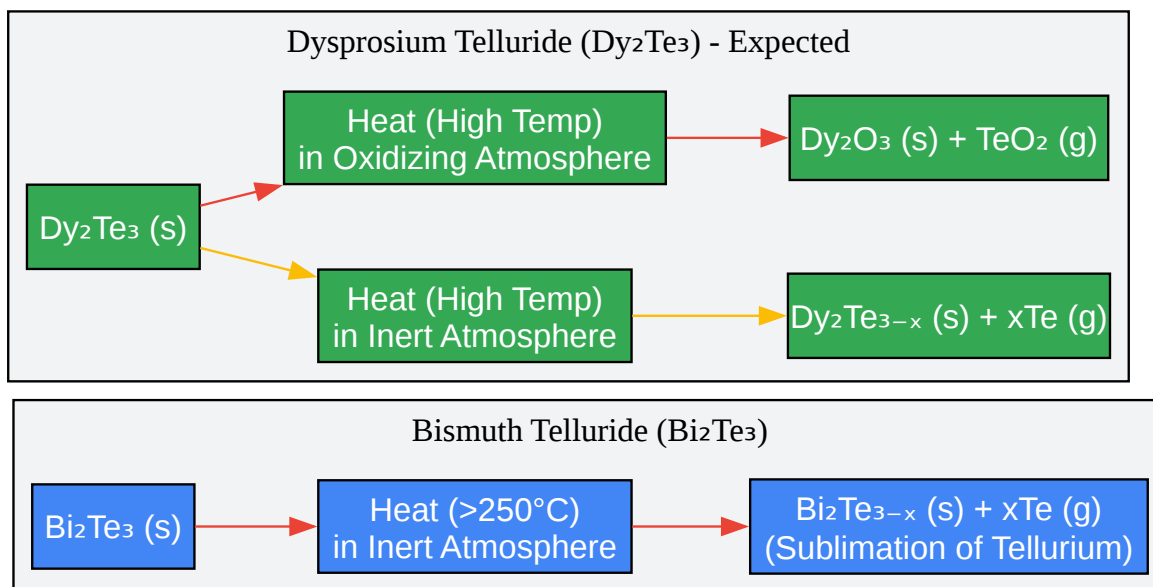 Dysprosium Telluride (Dy₂Te₃) - Expected
Heat (High Temp)
in Oxidizing Atmosphere
Dy₂O₃ (s) + TeO₂ (g)
Dy₂Te₃ (s)
Heat (High Temp)
in Inert Atmosphere
Dy₂Te₃₋ₓ (s) + xTe (g)
Bismuth Telluride (Bi₂Te₃)
Bi₂Te₃ (s)
Heat (>250°C)
in Inert Atmosphere
Bi₂Te₃₋ₓ (s) + xTe (g)
(Sublimation of Tellurium)